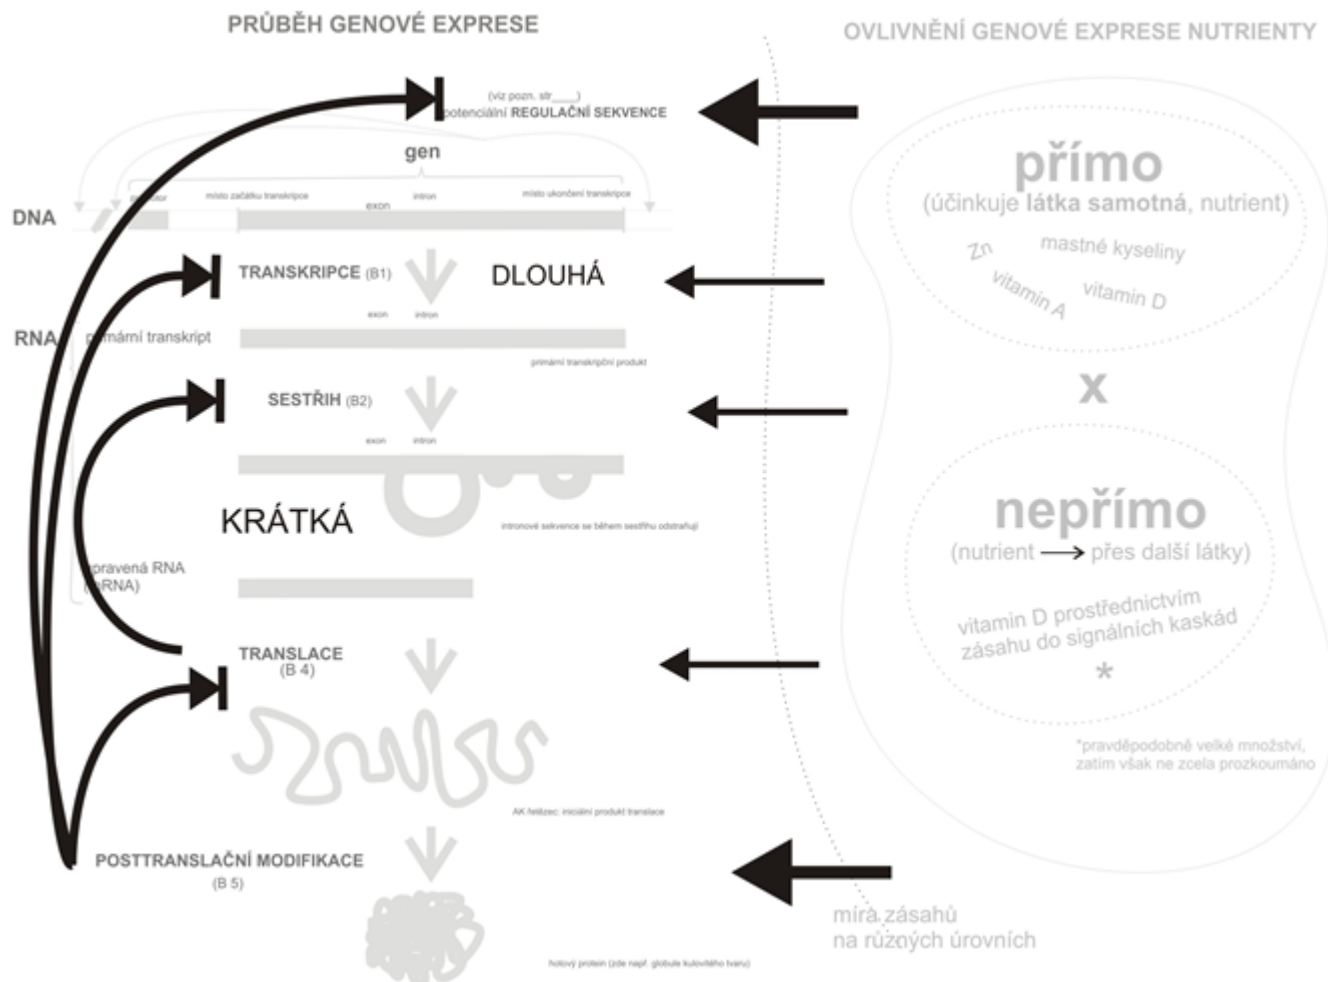 PRŮBĚH GENOVÉ EXPRESE
OVLIVNĚNÍ GENOVÉ EXPRESE NUTRIENTY
(viz pozn. str____)
potenciální REGULAČNÍ SEKVENCE
gen
místo začátku transkripce
exon
intron
místo ukončení transkripce
DNA
TRANSKRIPCE (B1)
DLOUHÁ
exon
intron
RNA
primární transkript
primární transkripční produkt
SESTŘIH (B2)
exon
intron
KRÁTKÁ
intronové sekvence se během sestřihu odstraňují
upravená RNA
(mRNA)
TRANSLACE
(B 4)
AK řetězec: iniciální produkt translace
POSTTRANSLAČNÍ MODIFIKACE
(B 5)
hotový protein (zde např. globule kulovitého tvaru)
přímo
(účinkuje látka samotná, nutrient)
Zn
mastné kyseliny
vitamin A
vitamin D
x
nepřímo
(nutrient → přes další látky)
vitamin D prostřednictvím
zásahu do signálních kaskád
*
*pravděpodobně velké množství,
zatím však ne zcela prozkoumáno
míra zásahů
na různých úrovních